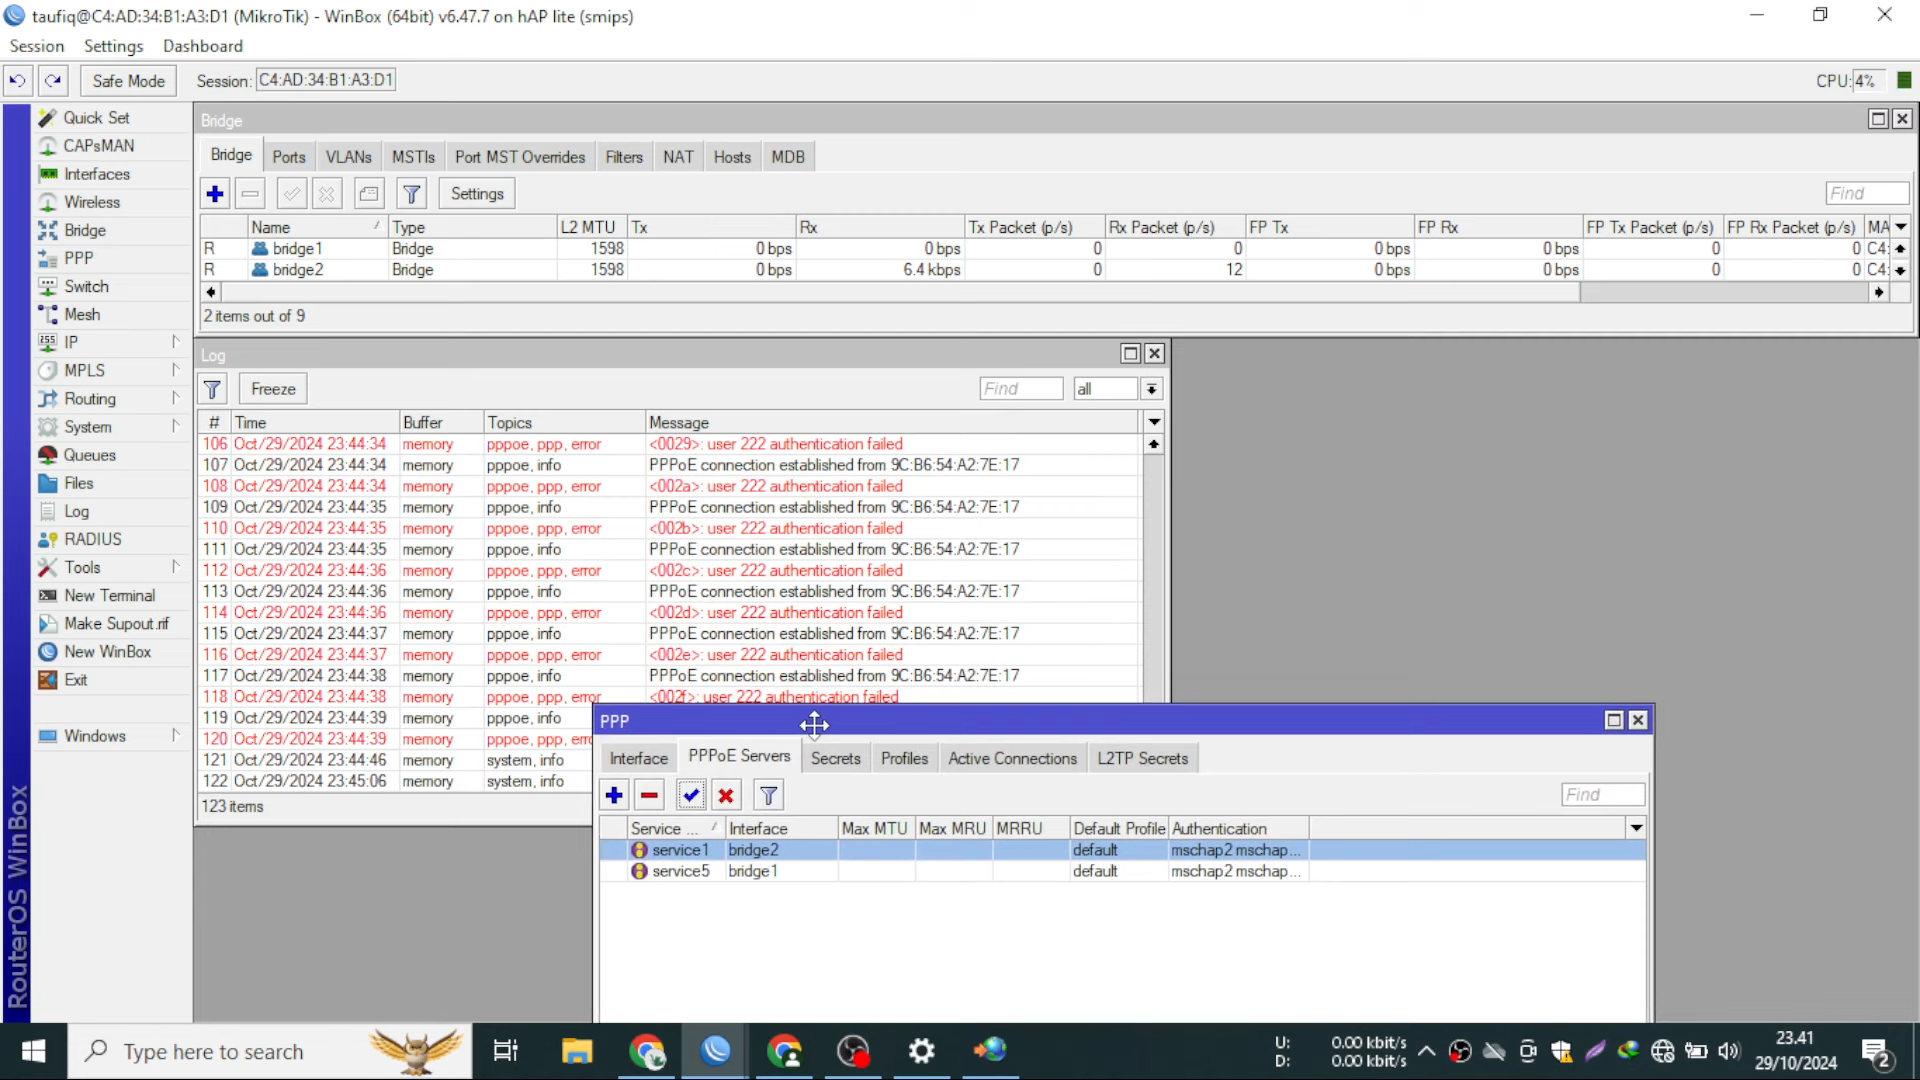 taufiq@C4:AD:34:B1:A3:D1 (MikroTik) - WinBox (64bit) v6.47.7 on hAP lite (smips)
Session Settings Dashboard
Safe Mode Session: C4:AD:34:B1:A3:D1 CPU: 4%
Quick Set
CAPsMAN
Interfaces
Wireless
Bridge
PPP
Switch
Mesh
IP
MPLS
Routing
System
Queues
Files
Log
RADIUS
Tools
New Terminal
Make Supout.rif
New WinBox
Exit
Windows
RouterOS WinBox
Bridge
Bridge Ports VLANs MSTIs Port MST Overrides Filters NAT Hosts MDB
Settings Find
Name Type L2 MTU Tx Rx Tx Packet (p/s) Rx Packet (p/s) FP Tx FP Rx FP Tx Packet (p/s) FP Rx Packet (p/s) MA
R bridge1 Bridge 1598 0 bps 0 bps 0 0 0 bps 0 bps 0 0 C4:
R bridge2 Bridge 1598 0 bps 6.4 kbps 0 12 0 bps 0 bps 0 0 C4:
2 items out of 9
Log
Freeze Find all
# Time Buffer Topics Message
106 Oct/29/2024 23:44:34 memory pppoe, ppp, error <0029>: user 222 authentication failed
107 Oct/29/2024 23:44:34 memory pppoe, info PPPoE connection established from 9C:B6:54:A2:7E:17
108 Oct/29/2024 23:44:34 memory pppoe, ppp, error <002a>: user 222 authentication failed
109 Oct/29/2024 23:44:35 memory pppoe, info PPPoE connection established from 9C:B6:54:A2:7E:17
110 Oct/29/2024 23:44:35 memory pppoe, ppp, error <002b>: user 222 authentication failed
111 Oct/29/2024 23:44:35 memory pppoe, info PPPoE connection established from 9C:B6:54:A2:7E:17
112 Oct/29/2024 23:44:36 memory pppoe, ppp, error <002c>: user 222 authentication failed
113 Oct/29/2024 23:44:36 memory pppoe, info PPPoE connection established from 9C:B6:54:A2:7E:17
114 Oct/29/2024 23:44:36 memory pppoe, ppp, error <002d>: user 222 authentication failed
115 Oct/29/2024 23:44:37 memory pppoe, info PPPoE connection established from 9C:B6:54:A2:7E:17
116 Oct/29/2024 23:44:37 memory pppoe, ppp, error <002e>: user 222 authentication failed
117 Oct/29/2024 23:44:38 memory pppoe, info PPPoE connection established from 9C:B6:54:A2:7E:17
118 Oct/29/2024 23:44:38 memory pppoe, ppp, error <002f>: user 222 authentication failed
119 Oct/29/2024 23:44:39 memory pppoe, info
120 Oct/29/2024 23:44:39 memory pppoe, ppp, erro
121 Oct/29/2024 23:44:46 memory system, info
122 Oct/29/2024 23:45:06 memory system, info
123 items
PPP
Interface PPPoE Servers Secrets Profiles Active Connections L2TP Secrets
Find
Service ... Interface Max MTU Max MRU MRRU Default Profile Authentication
service1 bridge2 default mschap2 mschap...
service5 bridge1 default mschap2 mschap...
Type here to search
U: 0.00 kbit/s
D: 0.00 kbit/s
23.41
29/10/2024
2